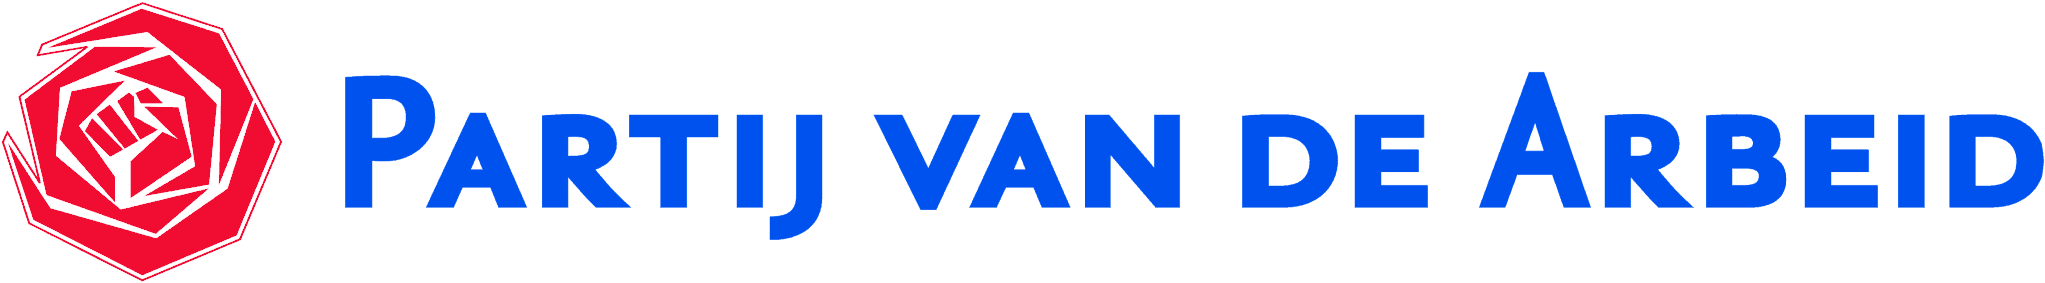 Partij van de Arbeid